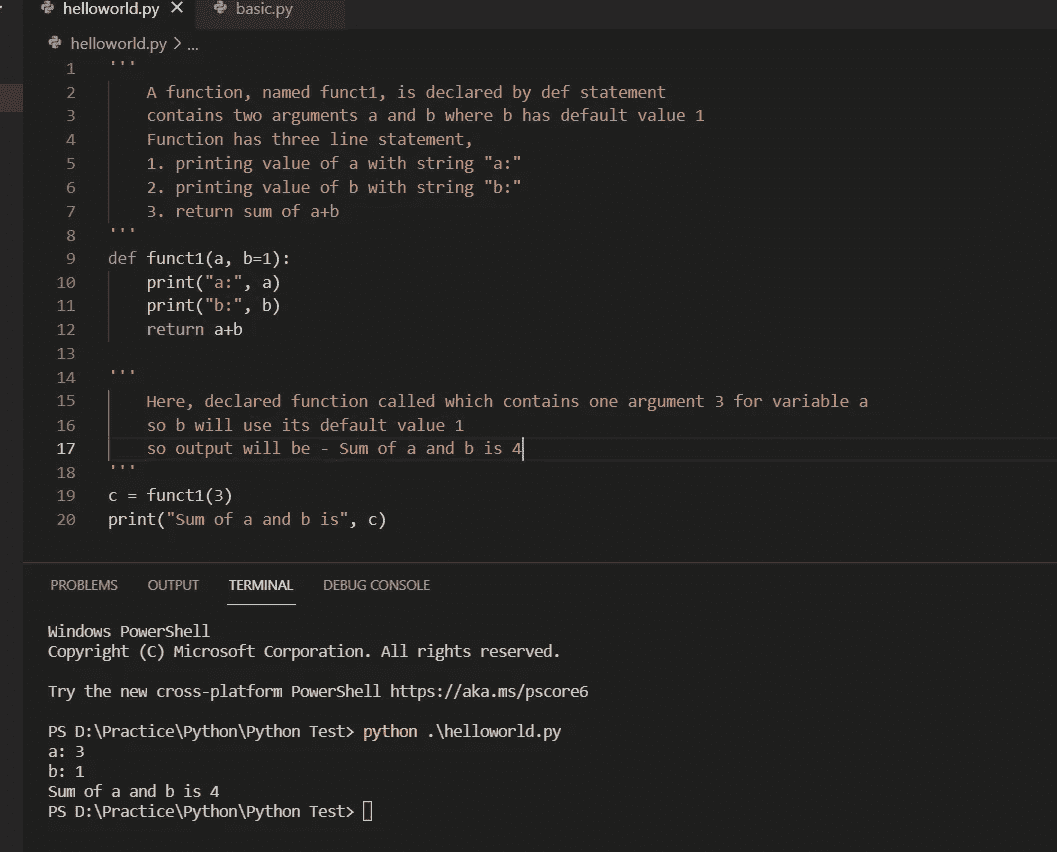 helloworld.py × basic.py
helloworld.py > ...
1 '''
2 A function, named funct1, is declared by def statement
3 contains two arguments a and b where b has default value 1
4 Function has three line statement,
5 1. printing value of a with string "a:"
6 2. printing value of b with string "b:"
7 3. return sum of a+b
8 '''
9 def funct1(a, b=1):
10 print("a:", a)
11 print("b:", b)
12 return a+b
13
14 '''
15 Here, declared function called which contains one argument 3 for variable a
16 so b will use its default value 1
17 so output will be - Sum of a and b is 4
18 '''
19 c = funct1(3)
20 print("Sum of a and b is", c)
PROBLEMS OUTPUT TERMINAL DEBUG CONSOLE
Windows PowerShell
Copyright (C) Microsoft Corporation. All rights reserved.
Try the new cross-platform PowerShell https://aka.ms/pscore6
PS D:\Practice\Python\Python Test> python .\helloworld.py
a: 3
b: 1
Sum of a and b is 4
PS D:\Practice\Python\Python Test>